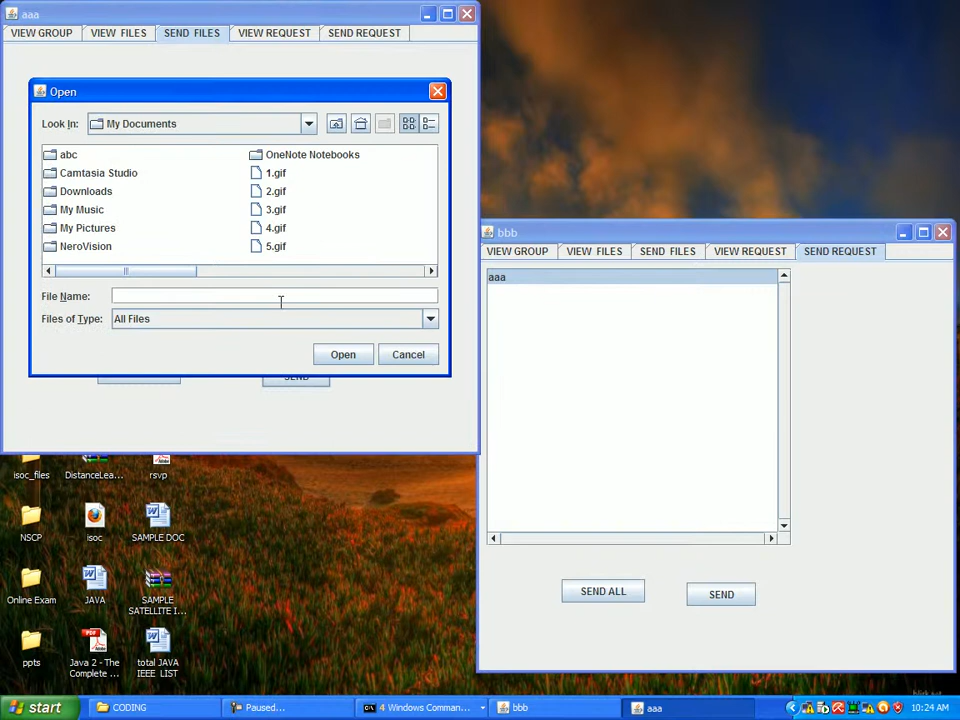 aaa
VIEW GROUP VIEW FILES SEND FILES VIEW REQUEST SEND REQUEST
Open
Look In: My Documents
abc OneNote Notebooks
Camtasia Studio 1.gif
Downloads 2.gif
My Music 3.gif
My Pictures 4.gif
NeroVision 5.gif
File Name:
Files of Type: All Files
Open Cancel
SEND
bbb
VIEW GROUP VIEW FILES SEND FILES VIEW REQUEST SEND REQUEST
aaa
SEND ALL SEND
isoc_files DistanceLea... rsvp
NSCP isoc SAMPLE DOC
Online Exam JAVA SAMPLE
SATELLITE I...
ppts Java 2 - The total JAVA
Complete ... IEEE LIST
start CODING Paused... 4 Windows Comman... bbb aaa 10:24 AM